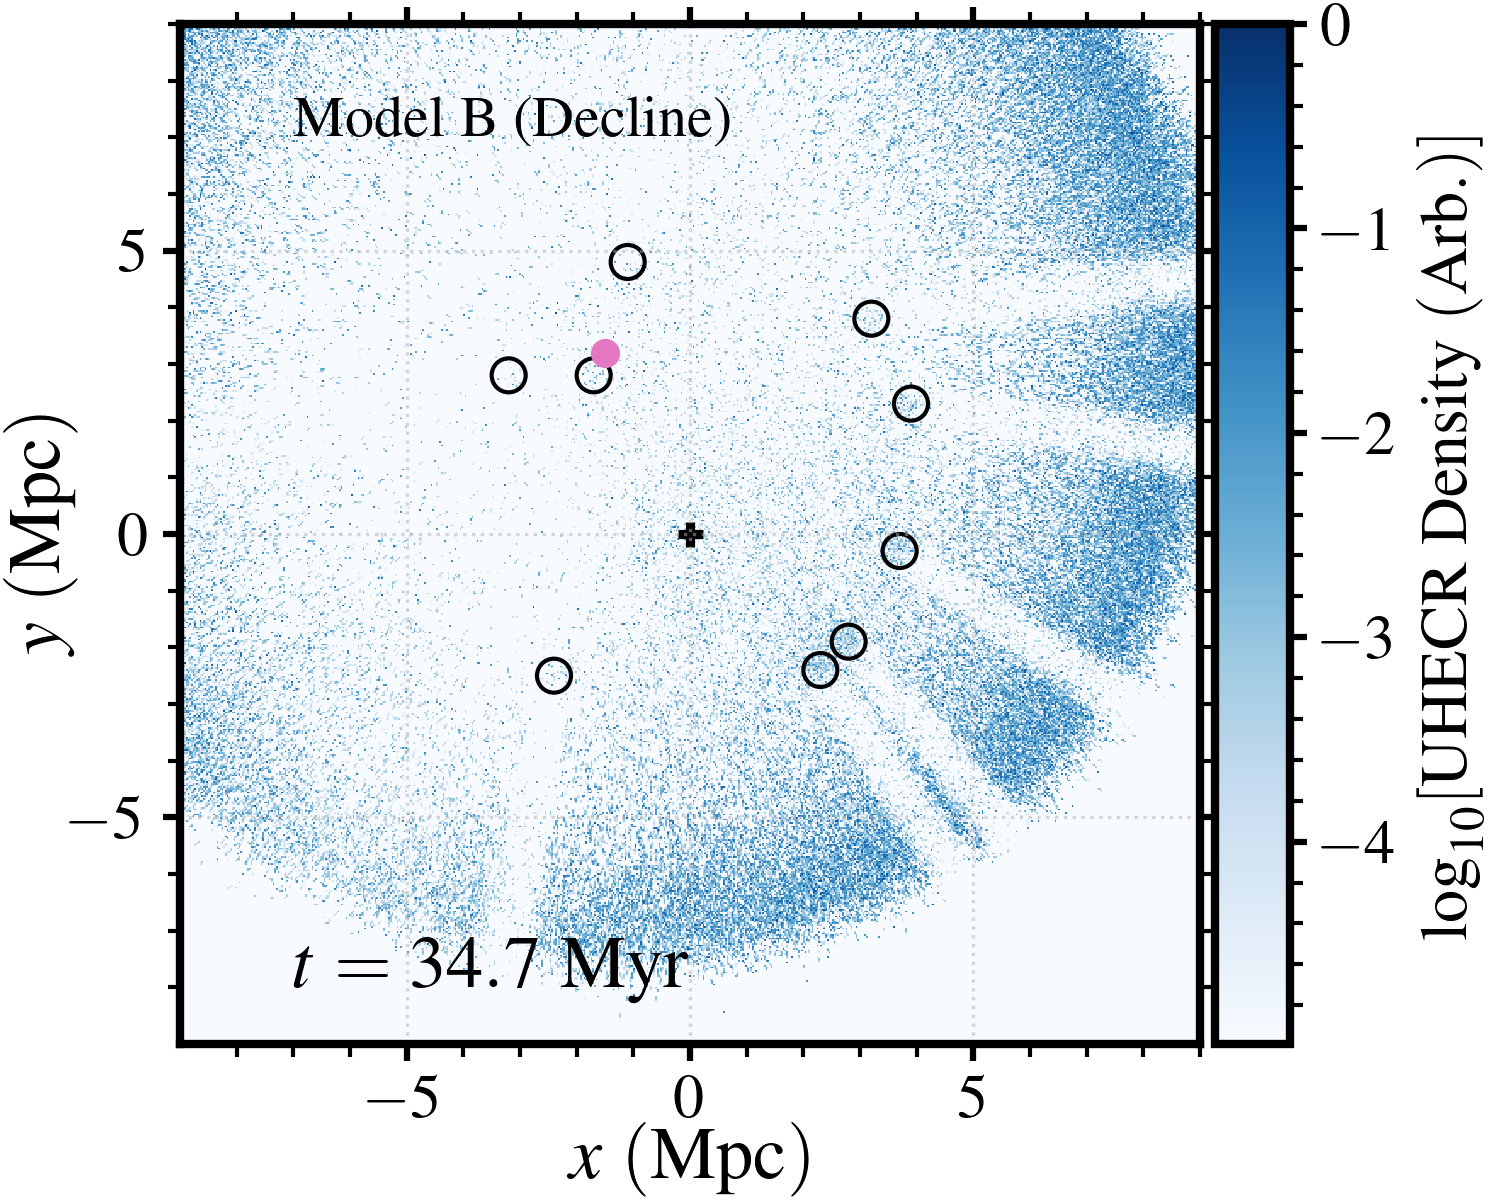 Model B (Decline)
t = 34.7 Myr
5
0
−5
y (Mpc)
−5
0
5
x (Mpc)
0
−1
−2
−3
−4
log₁₀[UHECR Density (Arb.)]